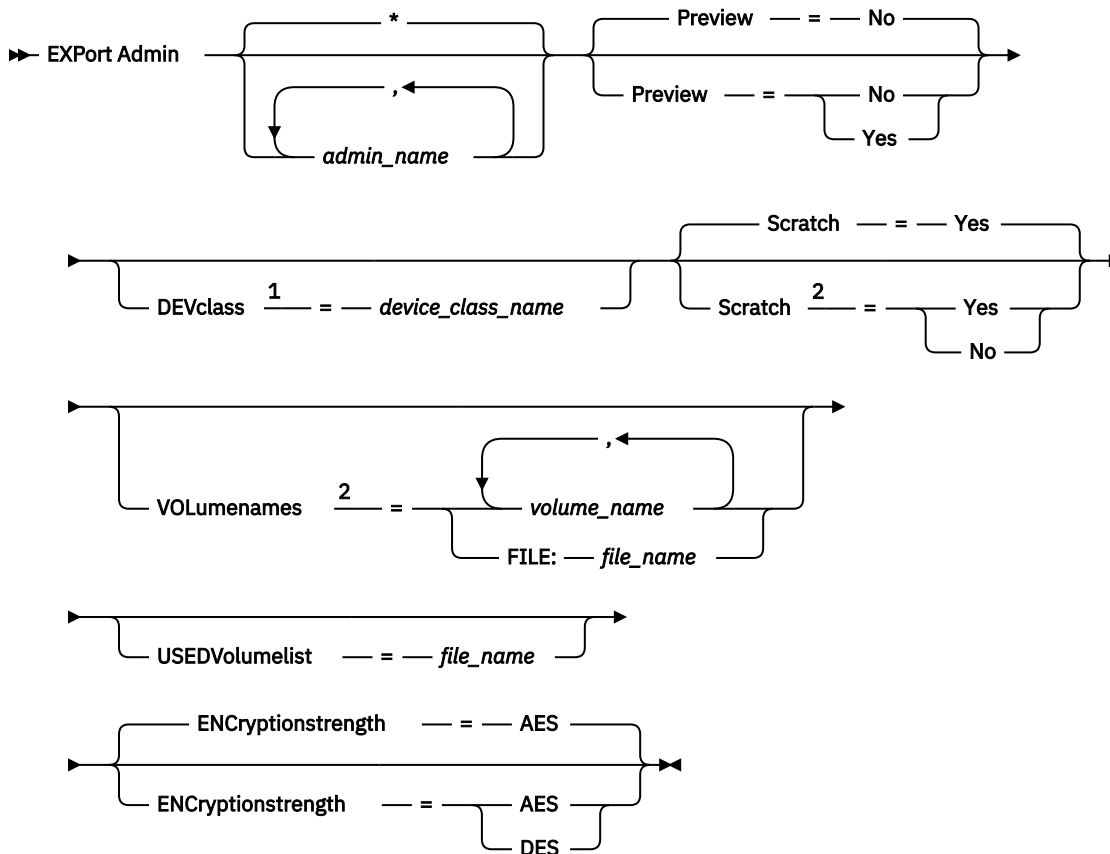 *
Preview = No
EXPort Admin
,
Preview = No
Yes
admin_name
Scratch = Yes
DEVclass 1 = device_class_name
Scratch 2 = Yes
No
,
VOLumenames 2 = volume_name
FILE: file_name
USEDVolumelist = file_name
ENCryptionstrength = AES
ENCryptionstrength = AES
DES